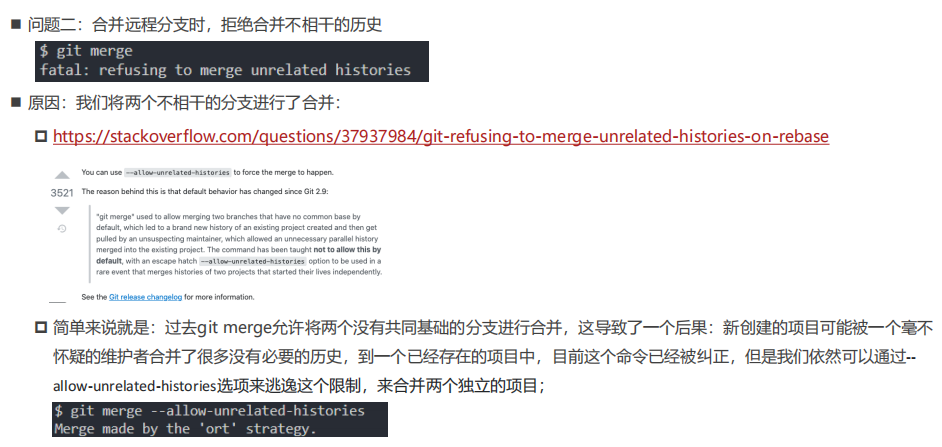 ■ 问题二：合并远程分支时，拒绝合并不相干的历史
$ git merge
fatal: refusing to merge unrelated histories
■ 原因：我们将两个不相干的分支进行了合并：
https://stackoverflow.com/questions/37937984/git-refusing-to-merge-unrelated-histories-on-rebase
You can use --allow-unrelated-histories to force the merge to happen.
3521
The reason behind this is that default behavior has changed since Git 2.9:
"git merge" used to allow merging two branches that have no common base by
default, which led to a brand new history of an existing project created and then get
pulled by an unsuspecting maintainer, which allowed an unnecessary parallel history
merged into the existing project. The command has been taught not to allow this by
default, with an escape hatch --allow-unrelated-histories option to be used in a
rare event that merges histories of two projects that started their lives independently.
See the Git release changelog for more information.
简单来说就是：过去git merge允许将两个没有共同基础的分支进行合并，这导致了一个后果：新创建的项目可能被一个毫不
怀疑的维护者合并了很多没有必要的历史，到一个已经存在的项目中，目前这个命令已经被纠正，但是我们依然可以通过--
allow-unrelated-histories选项来逃逸这个限制，来合并两个独立的项目；
$ git merge --allow-unrelated-histories
Merge made by the 'ort' strategy.